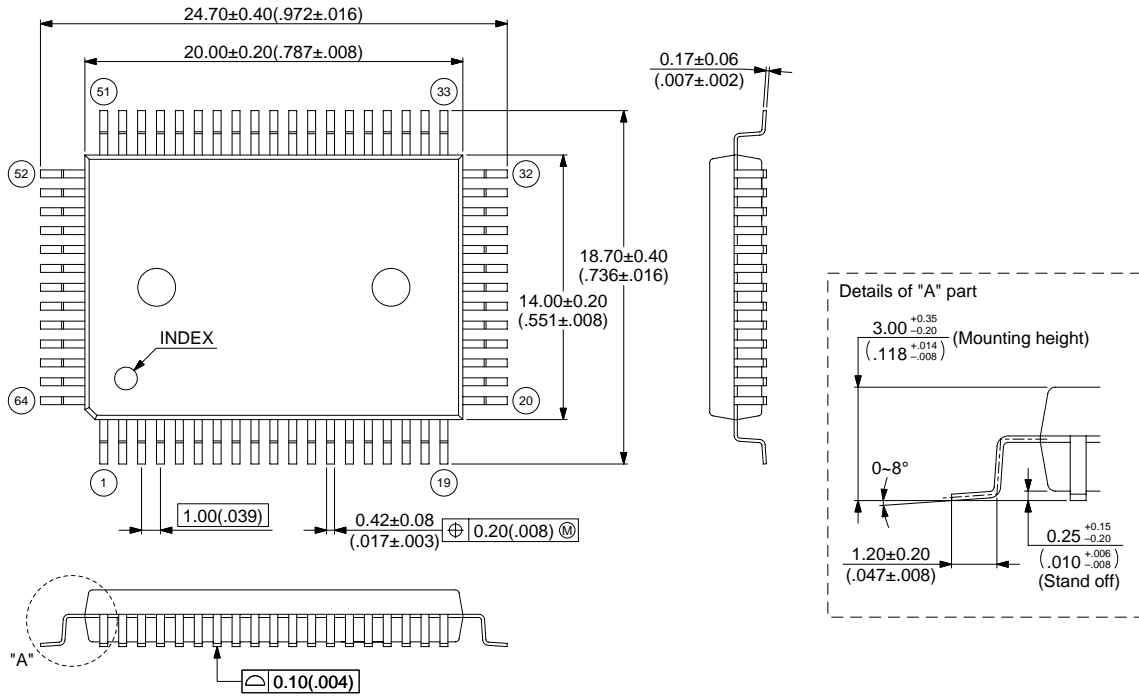 24.70±0.40(.972±.016)
20.00±0.20(.787±.008)
0.17±0.06
(.007±.002)
51
33
52
32
18.70±0.40
(.736±.016)
14.00±0.20
(.551±.008)
INDEX
64
20
1
19
1.00(.039)
0.42±0.08
(.017±.003)
⌖ 0.20(.008) Ⓜ
"A"
⌓ 0.10(.004)
Details of "A" part
3.00 +0.35 –0.20 (Mounting height)
(.118 +.014 –.008)
0~8°
1.20±0.20
(.047±.008)
0.25 +0.15 –0.20
(.010 +.006 –.008)
(Stand off)